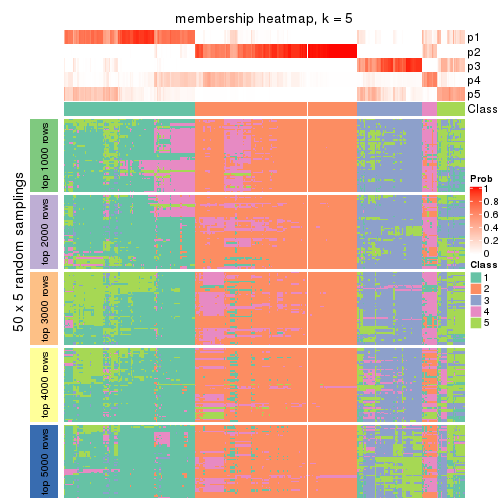 membership heatmap, k = 5
p1
p2
p3
p4
p5
Class
50 x 5 random samplings
top 1000 rows
top 2000 rows
top 3000 rows
top 4000 rows
top 5000 rows
Prob
1
0.8
0.6
0.4
0.2
0
Class
1
2
3
4
5